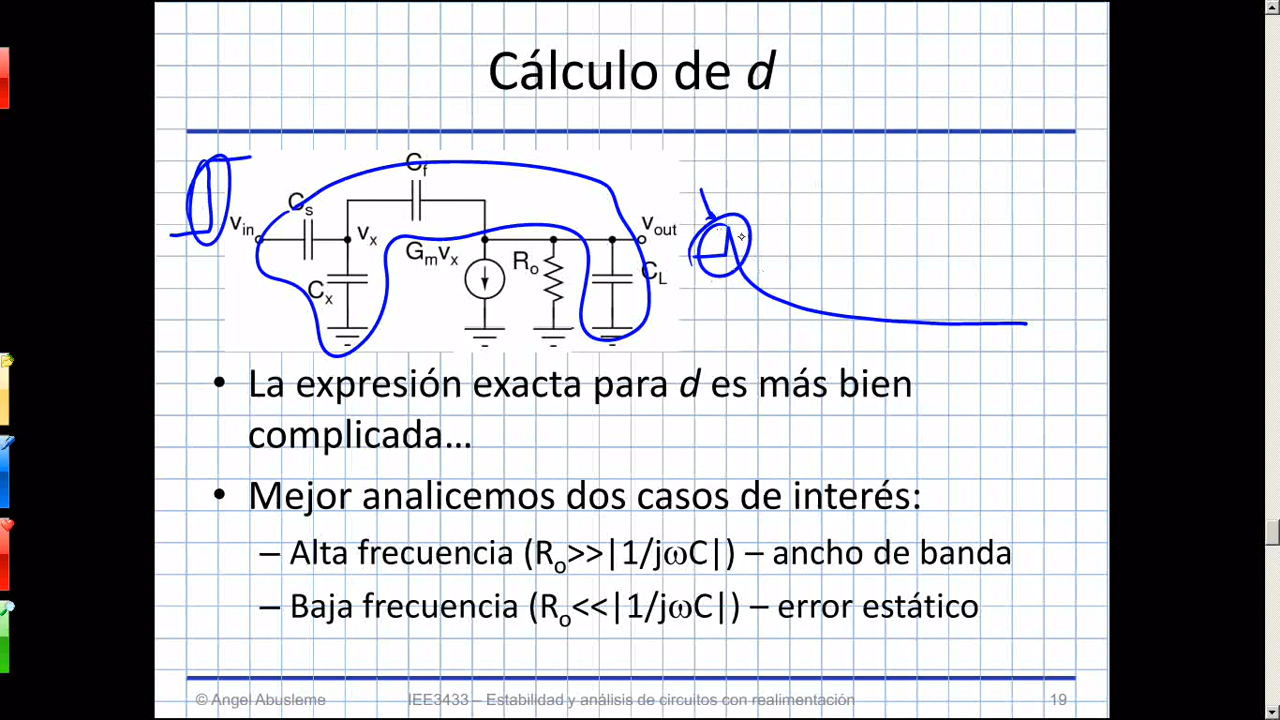 Cálculo de d
Cf
Cs
vin
vx
vout
Gmvx
Ro
CL
Cx
• La expresión exacta para d es más bien
complicada…
• Mejor analicemos dos casos de interés:
– Alta frecuencia (Ro>>|1/jωC|) – ancho de banda
– Baja frecuencia (Ro<<|1/jωC|) – error estático
© Angel Abusleme IEE3433 – Estabilidad y análisis de circuitos con realimentación 19